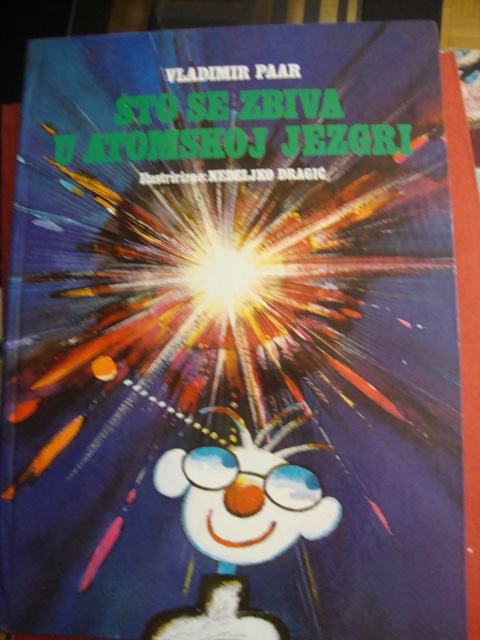 VLADIMIR PAAR
ŠTO SE ZBIVA
U ATOMSKOJ JEZGRI
Ilustrirao: NEDELJKO DRAGIĆ